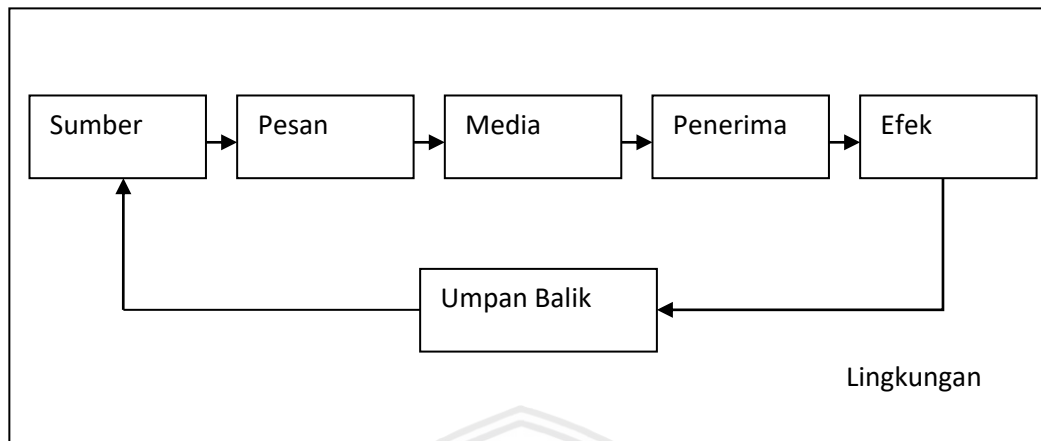 Sumber
Pesan
Media
Penerima
Efek
Umpan Balik
Lingkungan